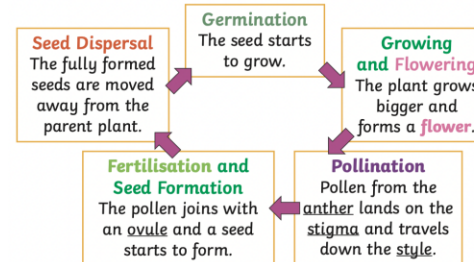 Germination
The seed starts
to grow.
Growing
and Flowering
The plant grows
bigger and
forms a flower.
Pollination
Pollen from the
anther lands on the
stigma and travels
down the style.
Fertilisation and
Seed Formation
The pollen joins with
an ovule and a seed
starts to form.
Seed Dispersal
The fully formed
seeds are moved
away from the
parent plant.